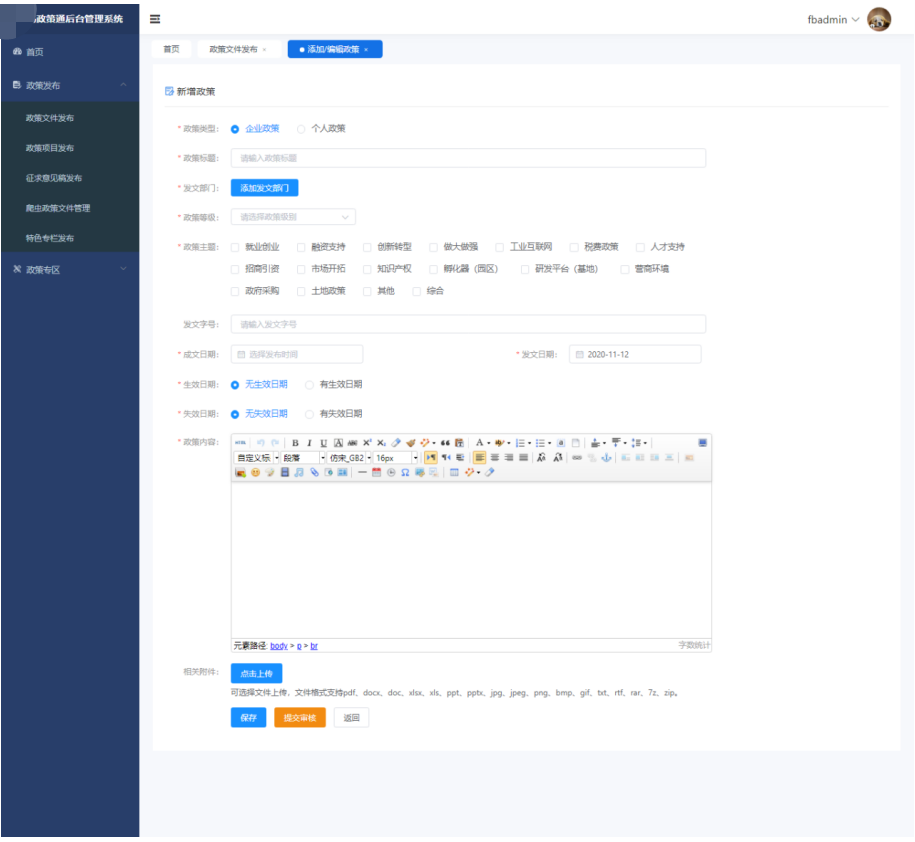 政策通后台管理系统
fbadmin
首页
政策发布
政策文件发布
政策项目发布
征求意见稿发布
爬虫政策文件管理
特色专栏发布
政策专区
首页 政策文件发布 × 添加/编辑政策 ×
新增政策
* 政策类型: 企业政策 个人政策
* 政策标题: 请输入政策标题
* 发文部门: 添加发文部门
* 政策等级: 请选择政策级别
* 政策主题: 就业创业 融资支持 创新转型 做大做强 工业互联网 税费政策 人才支持
招商引资 市场开拓 知识产权 孵化器（园区） 研发平台（基地） 营商环境
政府采购 土地政策 其他 综合
发文字号: 请输入发文字号
* 成文日期: 选择发布时间 * 发文日期: 2020-11-12
* 生效日期: 无生效日期 有生效日期
* 失效日期: 无失效日期 有失效日期
* 政策内容:
HTML B I U A ABC X² X₂ A
自定义标 段落 仿宋_GB2 16px
元素路径: body > p > br 字数统计
相关附件: 点击上传
可选择文件上传，文件格式支持pdf、docx、doc、xlsx、xls、ppt、pptx、jpg、jpeg、png、bmp、gif、txt、rtf、rar、7z、zip。
保存 提交审核 返回